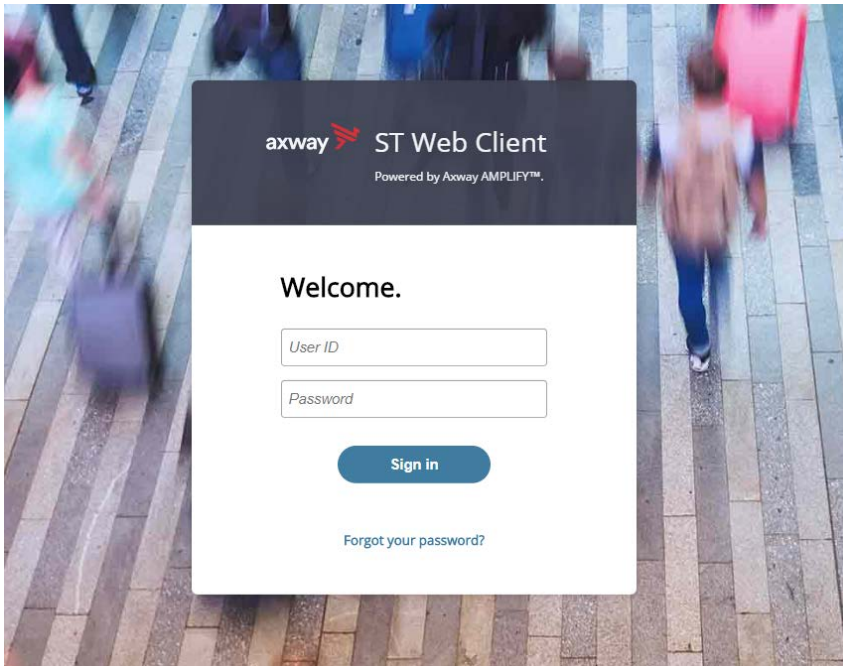 axway ST Web Client
Powered by Axway AMPLIFY™.
Welcome.
User ID
Password
Sign in
Forgot your password?